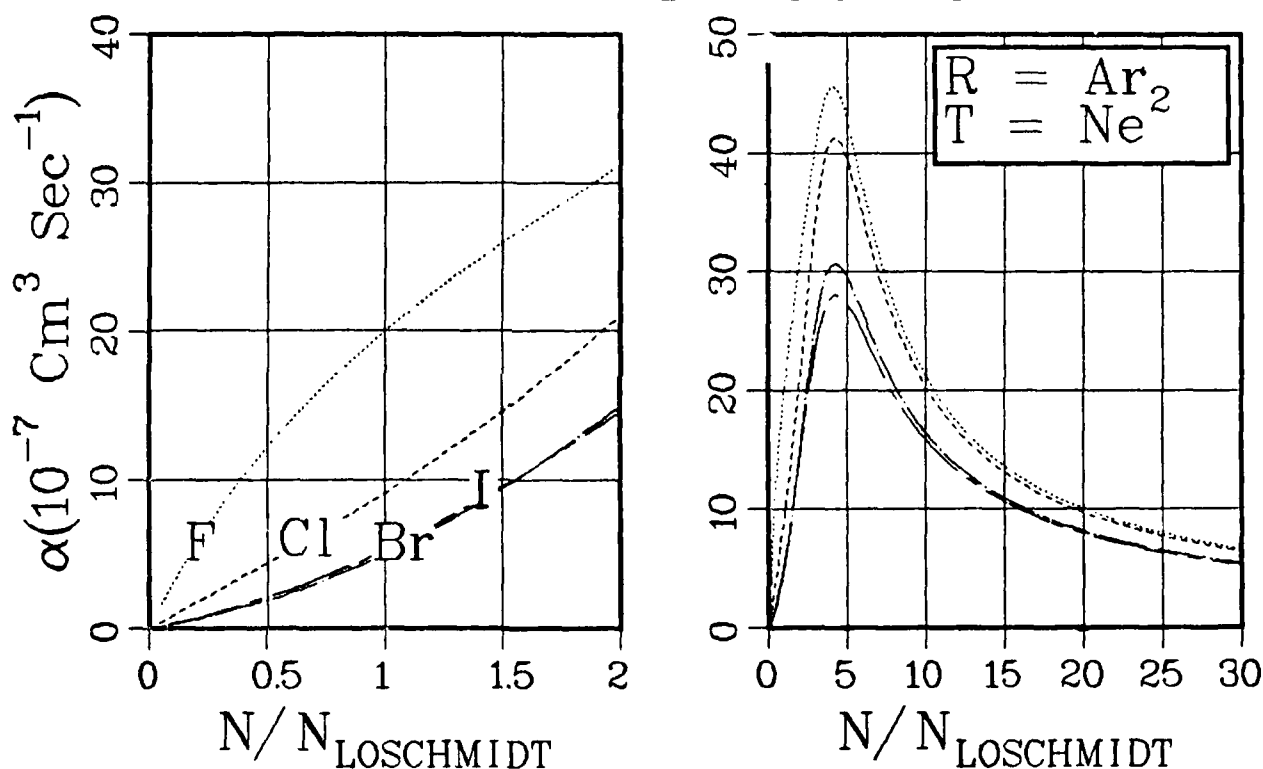 α(10⁻⁷ Cm³ Sec⁻¹)
40
30
20
10
0
F
Cl
Br
I
0 0.5 1 1.5 2
N/N_LOSCHMIDT
50
40
30
20
10
0
R = Ar₂
T = Ne
0 5 10 15 20 25 30
N/N_LOSCHMIDT